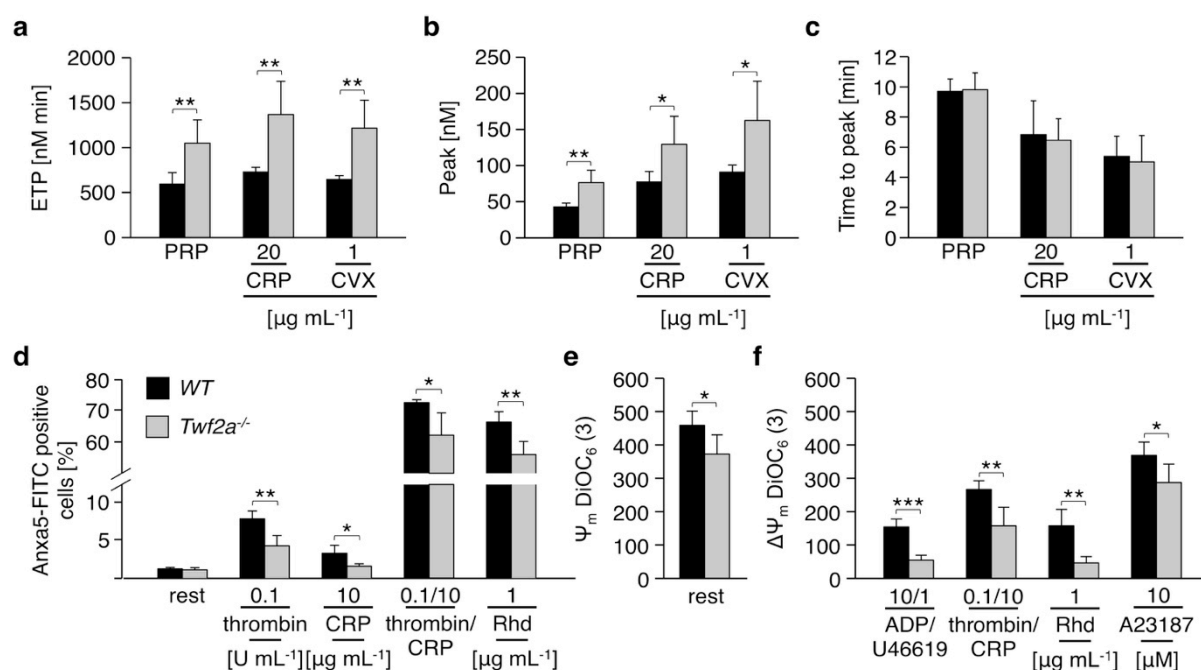 a
ETP [nM min]
2000
1500
1000
500
0
** ** **
PRP 20 1
CRP CVX
[µg mL-1]
b
Peak [nM]
250
200
150
100
50
0
** * *
PRP 20 1
CRP CVX
[µg mL-1]
c
Time to peak [min]
12
10
8
6
4
2
0
PRP 20 1
CRP CVX
[µg mL-1]
d
Anxa5-FITC positive
cells [%]
80
70
60
10
5
WT
Twf2a-/-
** * * **
rest 0.1 10 0.1/10 1
thrombin CRP thrombin/ Rhd
CRP
[U mL-1] [µg mL-1] [µg mL-1]
e
Ψm DiOC6 (3)
600
500
400
300
200
100
0
*
rest
f
ΔΨm DiOC6 (3)
600
500
400
300
200
100
0
*** ** ** *
10/1 0.1/10 1 10
ADP/ thrombin/ Rhd A23187
U46619 CRP [µg mL-1] [µM]